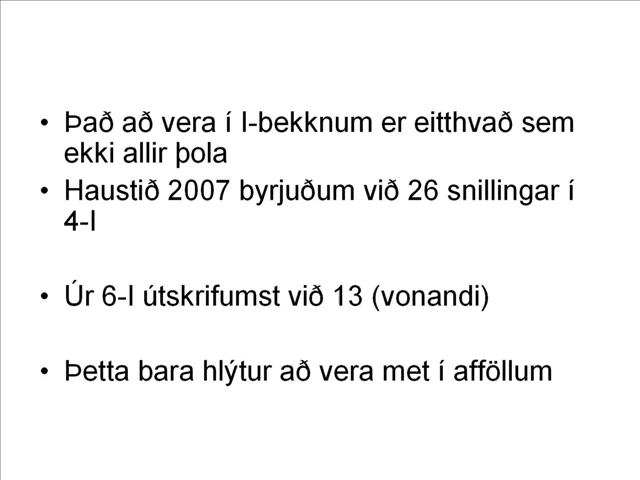 • Það að vera í I-bekknum er eitthvað sem
ekki allir þola
• Haustið 2007 byrjuðum við 26 snillingar í
4-I
• Úr 6-I útskrifumst við 13 (vonandi)
• Þetta bara hlýtur að vera met í afföllum